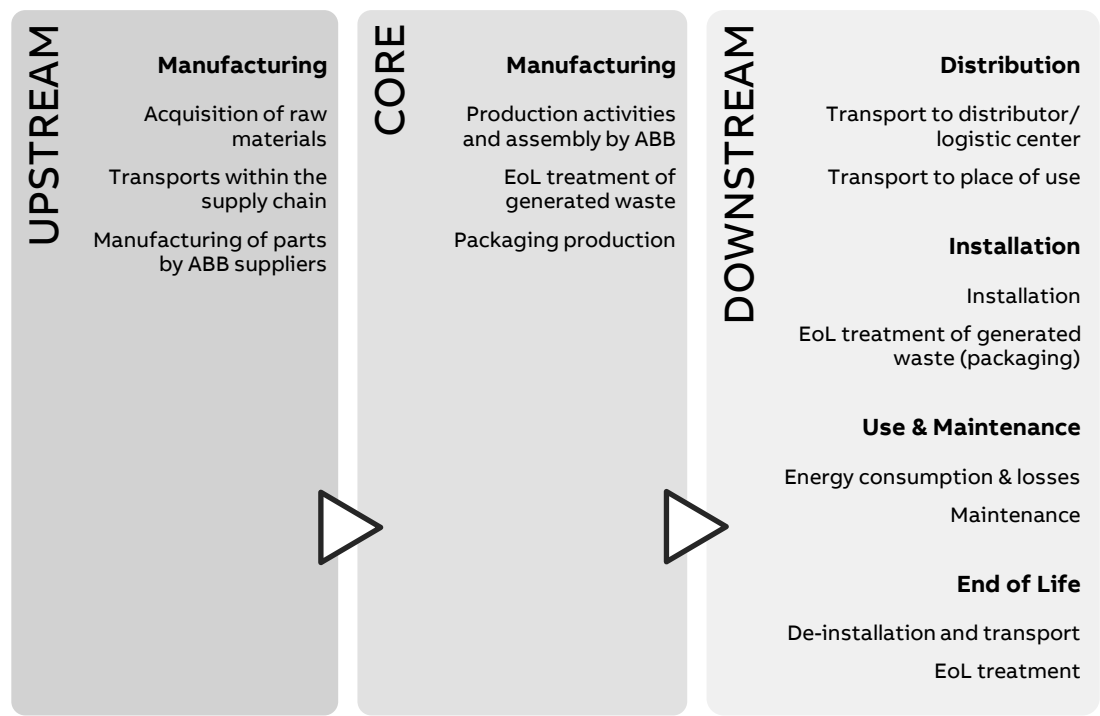 UPSTREAM
Manufacturing
Acquisition of raw
materials
Transports within the
supply chain
Manufacturing of parts
by ABB suppliers
CORE
Manufacturing
Production activities
and assembly by ABB
EoL treatment of
generated waste
Packaging production
DOWNSTREAM
Distribution
Transport to distributor/
logistic center
Transport to place of use
Installation
Installation
EoL treatment of generated
waste (packaging)
Use & Maintenance
Energy consumption & losses
Maintenance
End of Life
De-installation and transport
EoL treatment